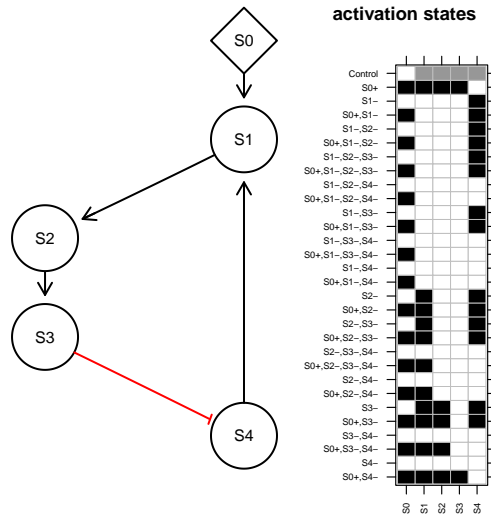 activation states
S0
S1
S2
S3
S4
Control
S0+
S1−
S0+,S1−
S1−,S2−
S0+,S1−,S2−
S1−,S2−,S3−
S0+,S1−,S2−,S3−
S1−,S2−,S4−
S0+,S1−,S2−,S4−
S1−,S3−
S0+,S1−,S3−
S1−,S3−,S4−
S0+,S1−,S3−,S4−
S1−,S4−
S0+,S1−,S4−
S2−
S0+,S2−
S2−,S3−
S0+,S2−,S3−
S2−,S3−,S4−
S0+,S2−,S3−,S4−
S2−,S4−
S0+,S2−,S4−
S3−
S0+,S3−
S3−,S4−
S0+,S3−,S4−
S4−
S0+,S4−
S0 S1 S2 S3 S4